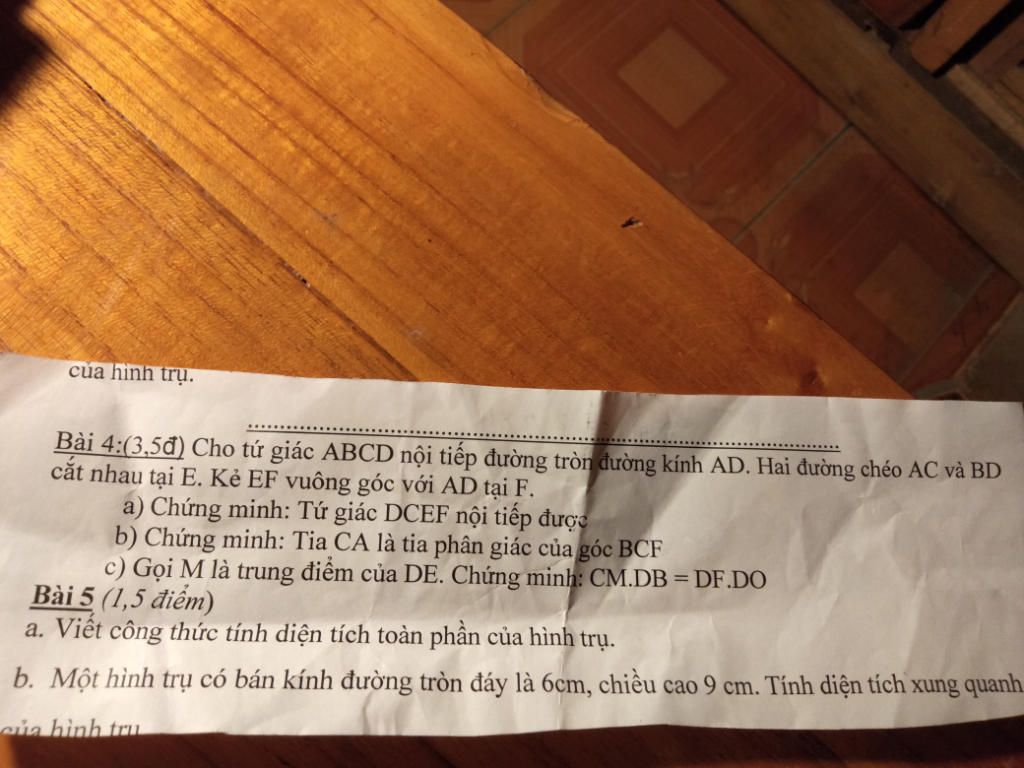 của hình trụ.
Bài 4:(3,5đ) Cho tứ giác ABCD nội tiếp đường tròn đường kính AD. Hai đường chéo AC và BD
cắt nhau tại E. Kẻ EF vuông góc với AD tại F.
a) Chứng minh: Tứ giác DCEF nội tiếp được
b) Chứng minh: Tia CA là tia phân giác của góc BCF
c) Gọi M là trung điểm của DE. Chứng minh: CM.DB = DF.DO
Bài 5 (1,5 điểm)
a. Viết công thức tính diện tích toàn phần của hình trụ.
b. Một hình trụ có bán kính đường tròn đáy là 6cm, chiều cao 9 cm. Tính diện tích xung quanh
của hình trụ